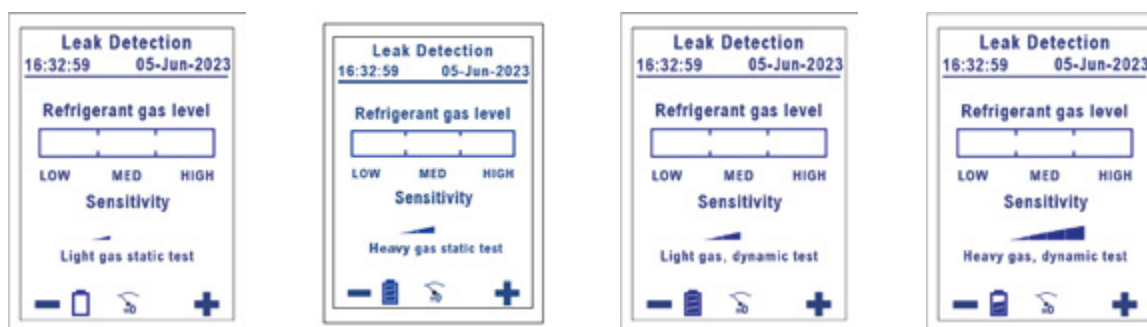 Leak Detection
16:32:59 05-Jun-2023
Refrigerant gas level
LOW MED HIGH
Sensitivity
Light gas static test
Leak Detection
16:32:59 05-Jun-2023
Refrigerant gas level
LOW MED HIGH
Sensitivity
Heavy gas static test
Leak Detection
16:32:59 05-Jun-2023
Refrigerant gas level
LOW MED HIGH
Sensitivity
Light gas, dynamic test
Leak Detection
16:32:59 05-Jun-2023
Refrigerant gas level
LOW MED HIGH
Sensitivity
Heavy gas, dynamic test